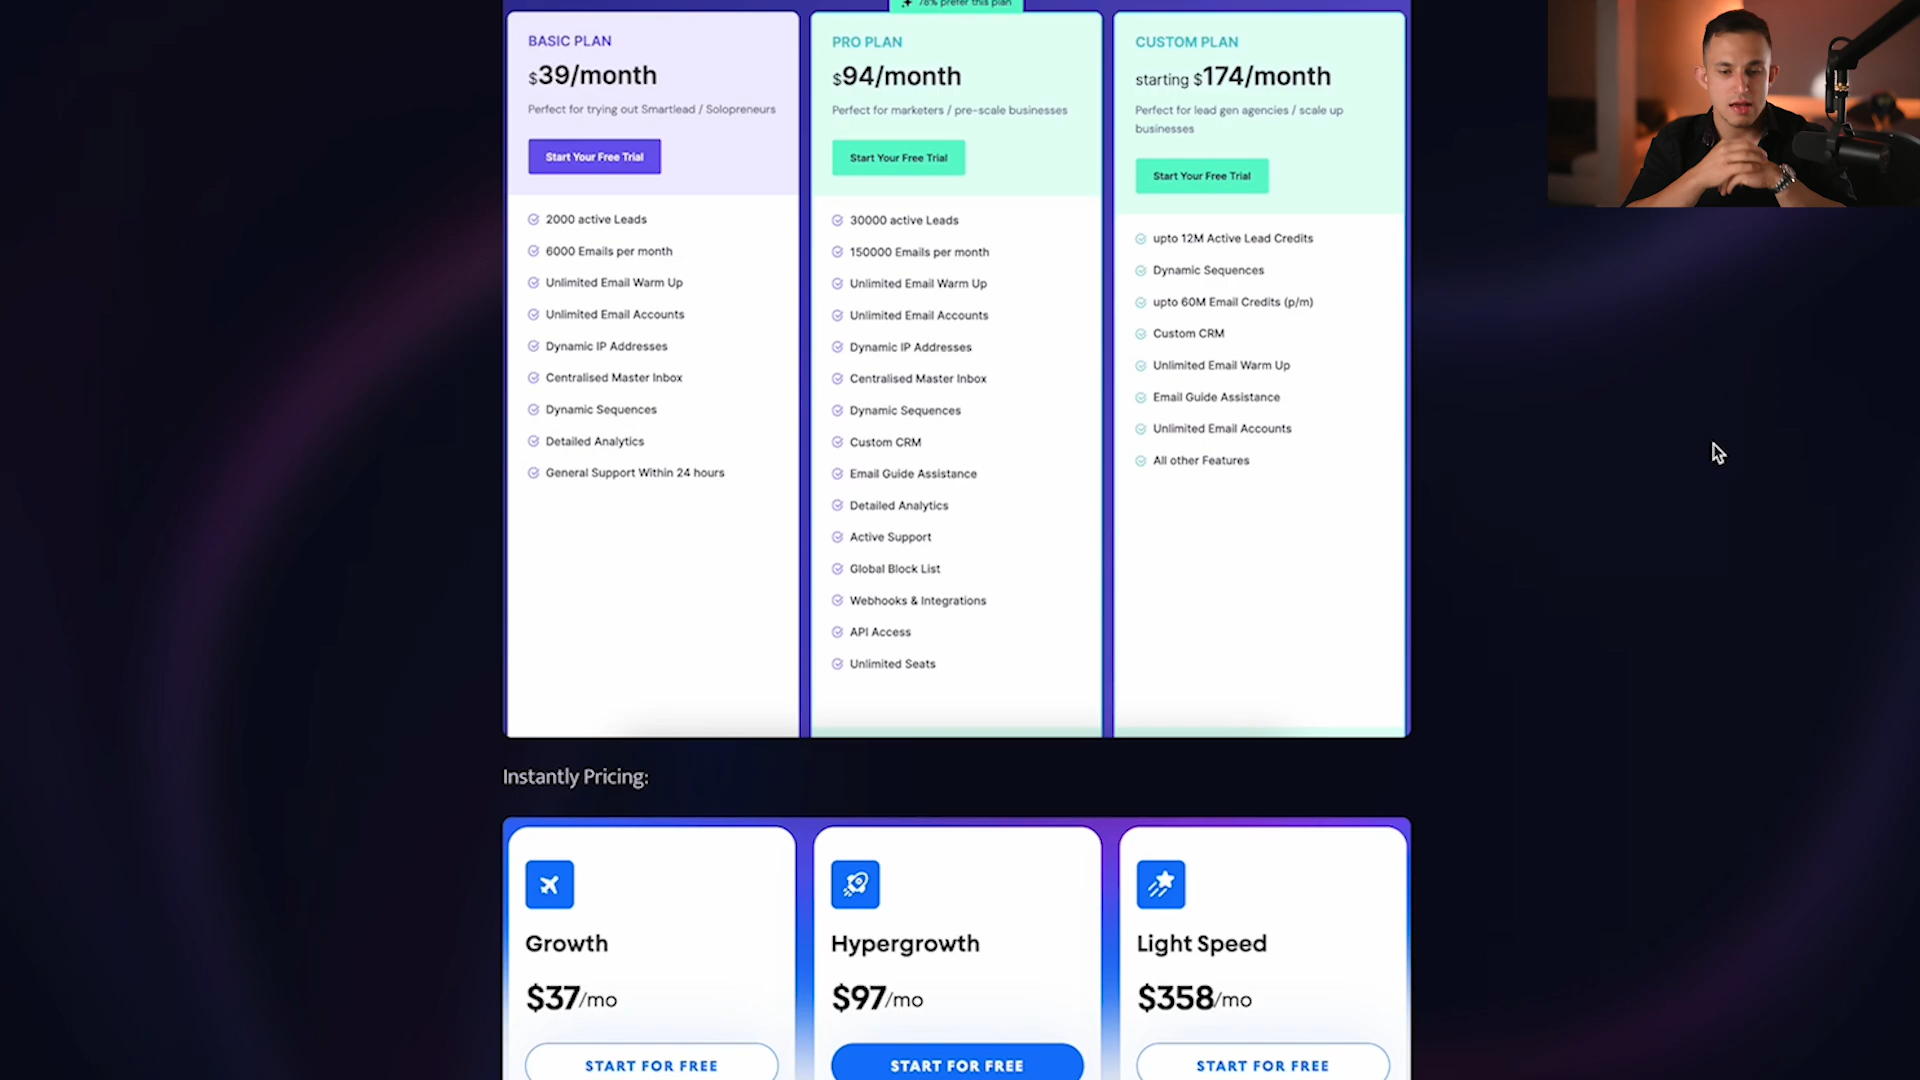 78% prefer this plan
BASIC PLAN
$39/month
Perfect for trying out Smartlead / Solopreneurs
Start Your Free Trial
2000 active Leads
6000 Emails per month
Unlimited Email Warm Up
Unlimited Email Accounts
Dynamic IP Addresses
Centralised Master Inbox
Dynamic Sequences
Detailed Analytics
General Support Within 24 hours
PRO PLAN
$94/month
Perfect for marketers / pre-scale businesses
Start Your Free Trial
30000 active Leads
150000 Emails per month
Unlimited Email Warm Up
Unlimited Email Accounts
Dynamic IP Addresses
Centralised Master Inbox
Dynamic Sequences
Custom CRM
Email Guide Assistance
Detailed Analytics
Active Support
Global Block List
Webhooks & Integrations
API Access
Unlimited Seats
CUSTOM PLAN
starting $174/month
Perfect for lead gen agencies / scale up
businesses
Start Your Free Trial
upto 12M Active Lead Credits
Dynamic Sequences
upto 60M Email Credits (p/m)
Custom CRM
Unlimited Email Warm Up
Email Guide Assistance
Unlimited Email Accounts
All other Features
Instantly Pricing:
Growth
$37/mo
START FOR FREE
Hypergrowth
$97/mo
START FOR FREE
Light Speed
$358/mo
START FOR FREE